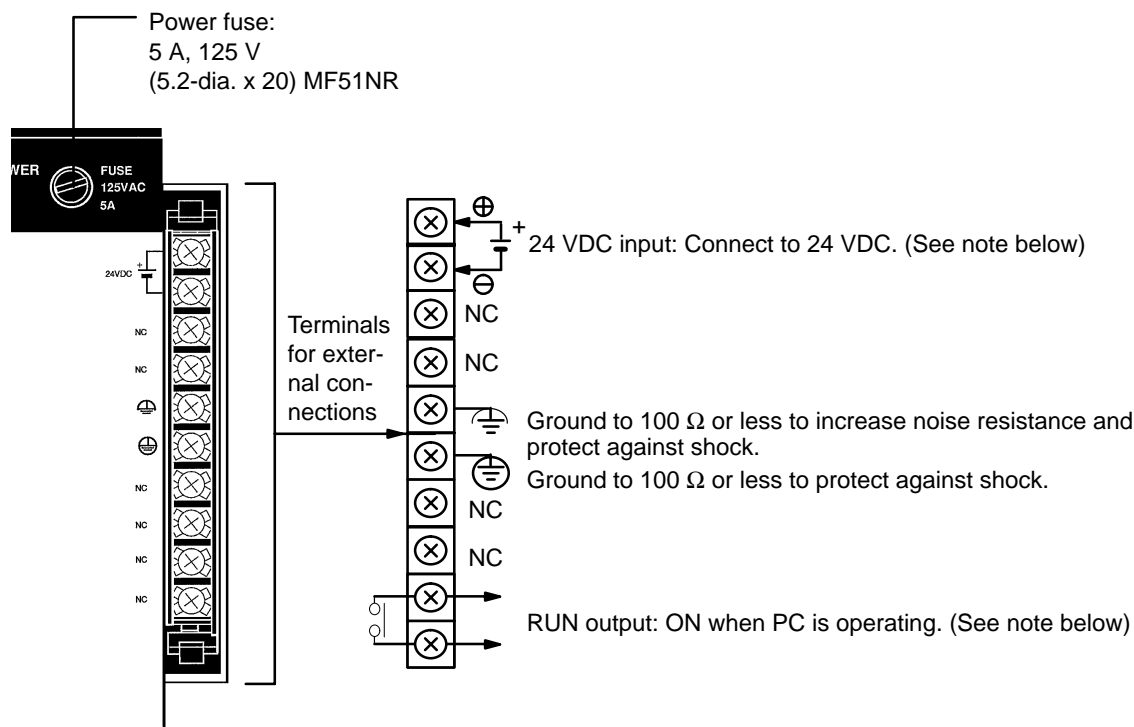 Power fuse:
5 A, 125 V
(5.2-dia. x 20) MF51NR
WER
FUSE
125VAC
5A
+
24VDC
NC
NC
NC
NC
NC
NC
Terminals
for exter-
nal con-
nections
+
24 VDC input: Connect to 24 VDC. (See note below)
NC
NC
Ground to 100 Ω or less to increase noise resistance and
protect against shock.
Ground to 100 Ω or less to protect against shock.
NC
NC
RUN output: ON when PC is operating. (See note below)